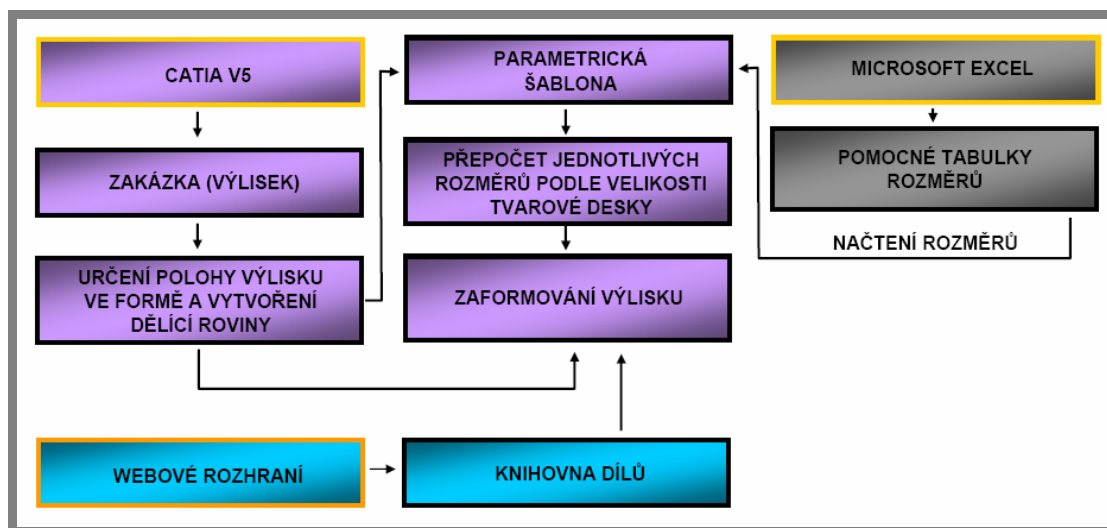 CATIA V5
ZAKÁZKA (VÝLISEK)
URČENÍ POLOHY VÝLISKU
VE FORMĚ A VYTVOŘENÍ
DĚLÍCÍ ROVINY
PARAMETRICKÁ
ŠABLONA
PŘEPOČET JEDNOTLIVÝCH
ROZMĚRŮ PODLE VELIKOSTI
TVAROVÉ DESKY
ZAFORMOVÁNÍ VÝLISKU
MICROSOFT EXCEL
POMOCNÉ TABULKY
ROZMĚRŮ
NAČTENÍ ROZMĚRŮ
WEBOVÉ ROZHRANÍ
KNIHOVNA DÍLŮ